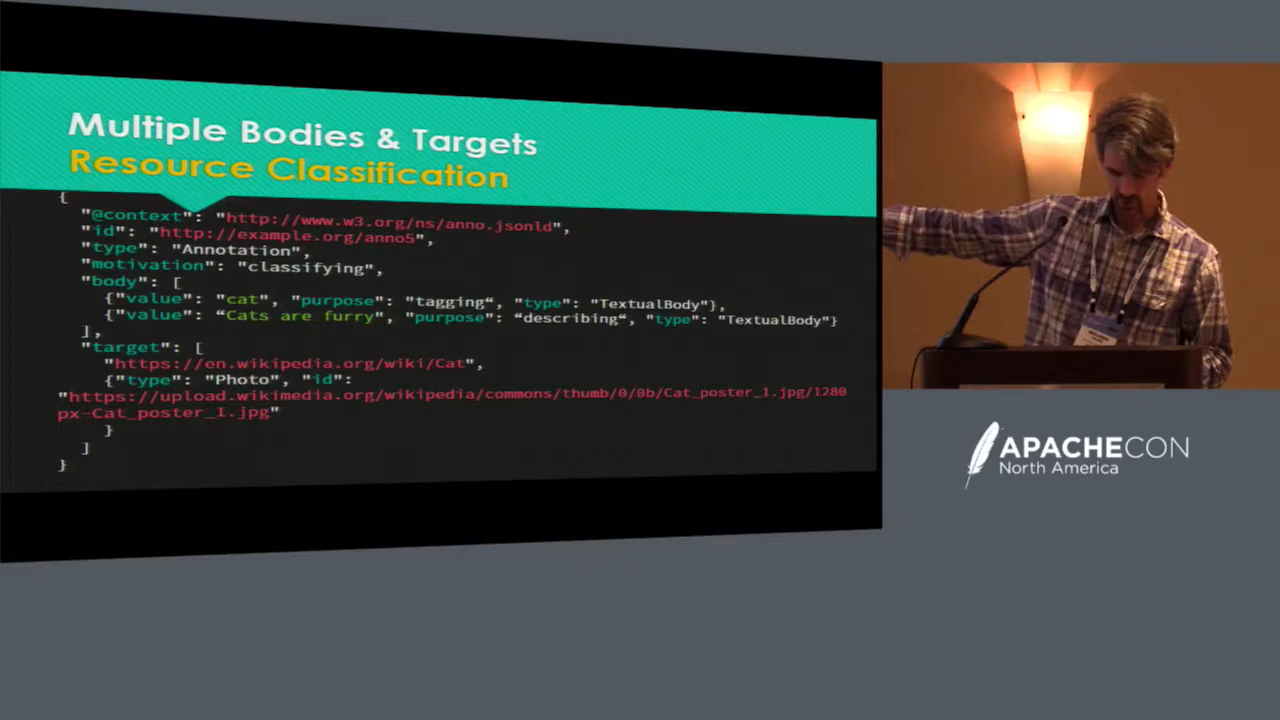 Multiple Bodies & Targets
Resource Classification
{
"@context": "http://www.w3.org/ns/anno.jsonld",
"id": "http://example.org/anno5",
"type": "Annotation",
"motivation": "classifying",
"body": [
{"value": "cat", "purpose": "tagging“, "type": "TextualBody"},
{"value": “Cats are furry", "purpose": “describing“, "type": "TextualBody"}
],
"target": [
"https://en.wikipedia.org/wiki/Cat",
{"type": "Photo", "id":
"https://upload.wikimedia.org/wikipedia/commons/thumb/0/0b/Cat_poster_1.jpg/1280
px-Cat_poster_1.jpg"
}
]
}
APACHECON
North America